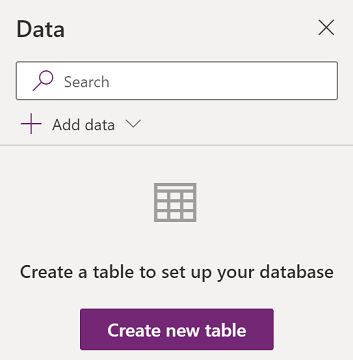 Data
Search
Add data
Create a table to set up your database
Create new table